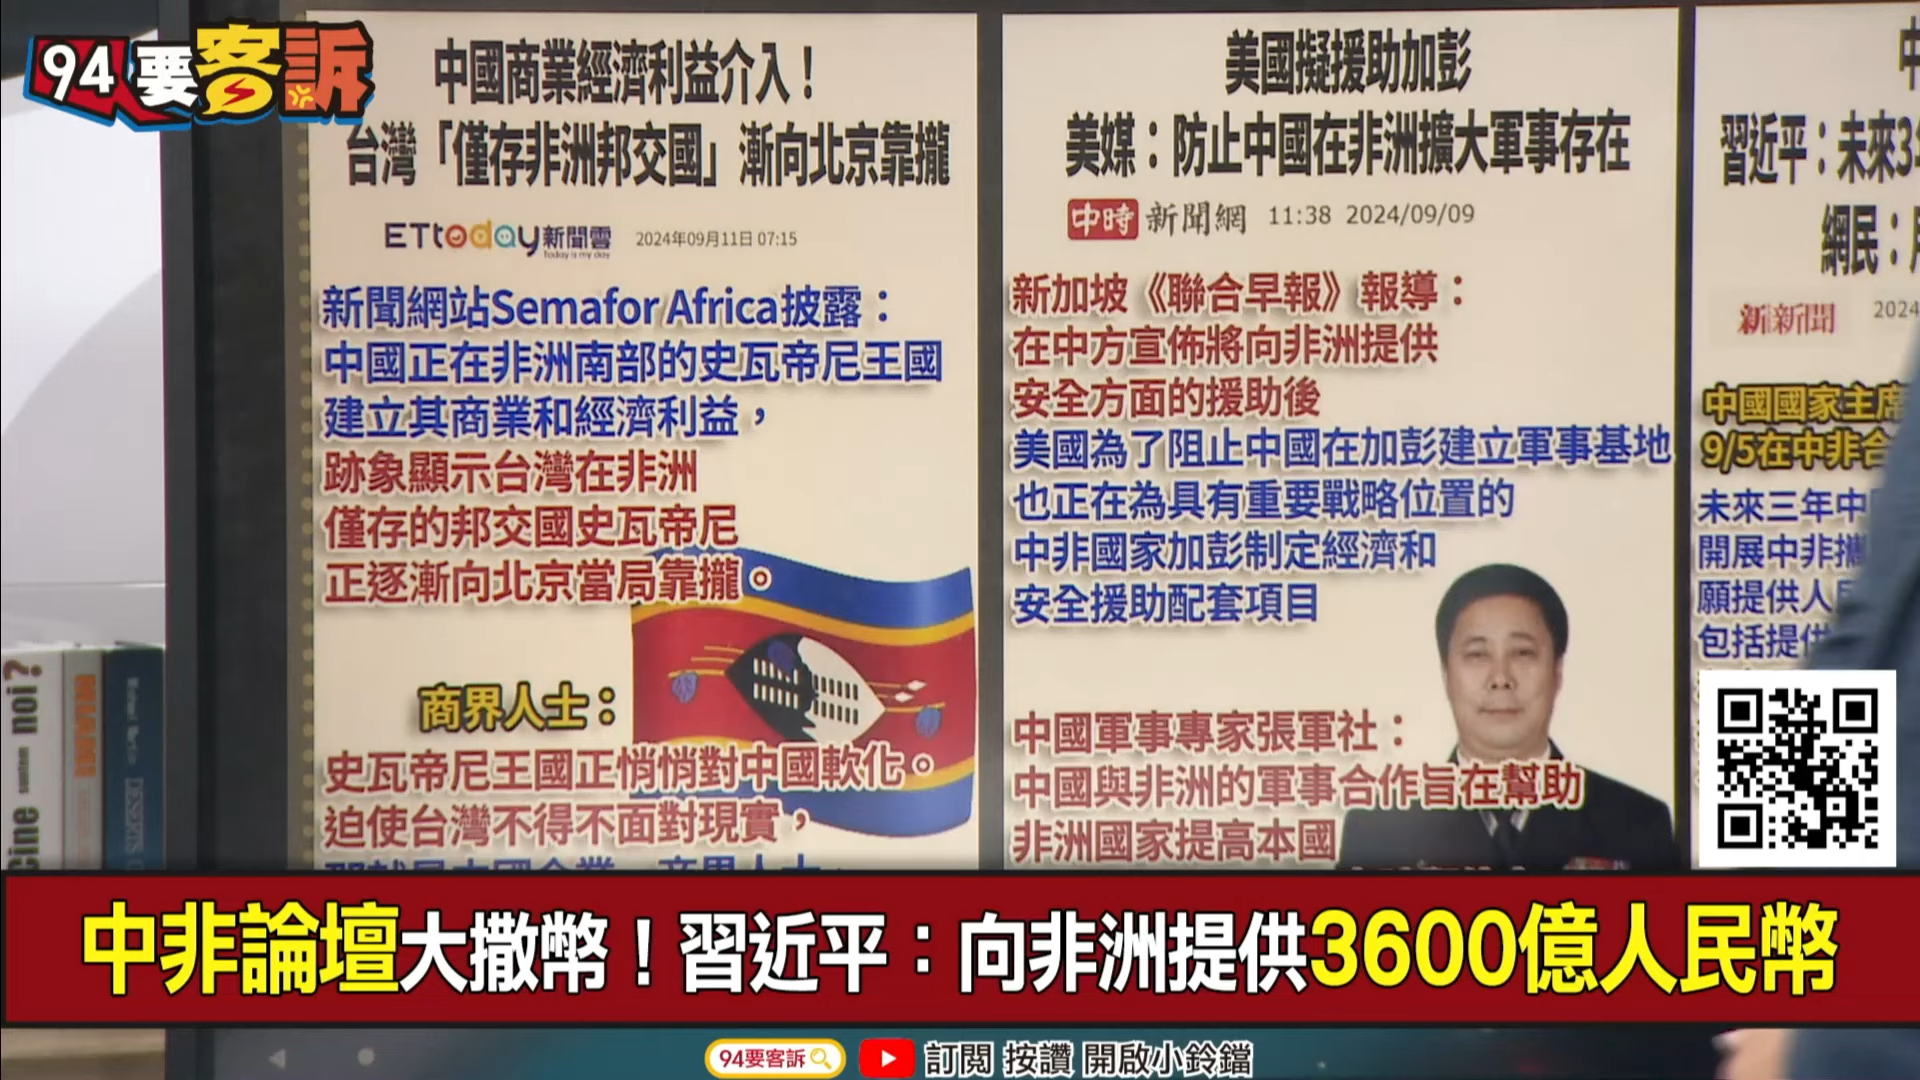 94要客訴
中國商業經濟利益介入！
台灣「僅存非洲邦交國」漸向北京靠攏
ETtoday新聞雲 2024年09月11日 07:15
Today is my day
新聞網站Semafor Africa披露：
中國正在非洲南部的史瓦帝尼王國
建立其商業和經濟利益，
跡象顯示台灣在非洲
僅存的邦交國史瓦帝尼
正逐漸向北京當局靠攏。
商界人士：
史瓦帝尼王國正悄悄對中國軟化。
迫使台灣不得不面對現實，
美國擬援助加彭
美媒：防止中國在非洲擴大軍事存在
中時新聞網 11:38 2024/09/09
新加坡《聯合早報》報導：
在中方宣佈將向非洲提供
安全方面的援助後
美國為了阻止中國在加彭建立軍事基地
也正在為具有重要戰略位置的
中非國家加彭制定經濟和
安全援助配套項目
中國軍事專家張軍社：
中國與非洲的軍事合作旨在幫助
非洲國家提高本國
中
習近平：未來3
網民：
新新聞 2024
中國國家主席
9/5在中非合
未來三年中
開展中非攜
願提供人民
包括提供
noi?
cine
中非論壇大撒幣！習近平：向非洲提供3600億人民幣
94要客訴 訂閱 按讚 開啟小鈴鐺